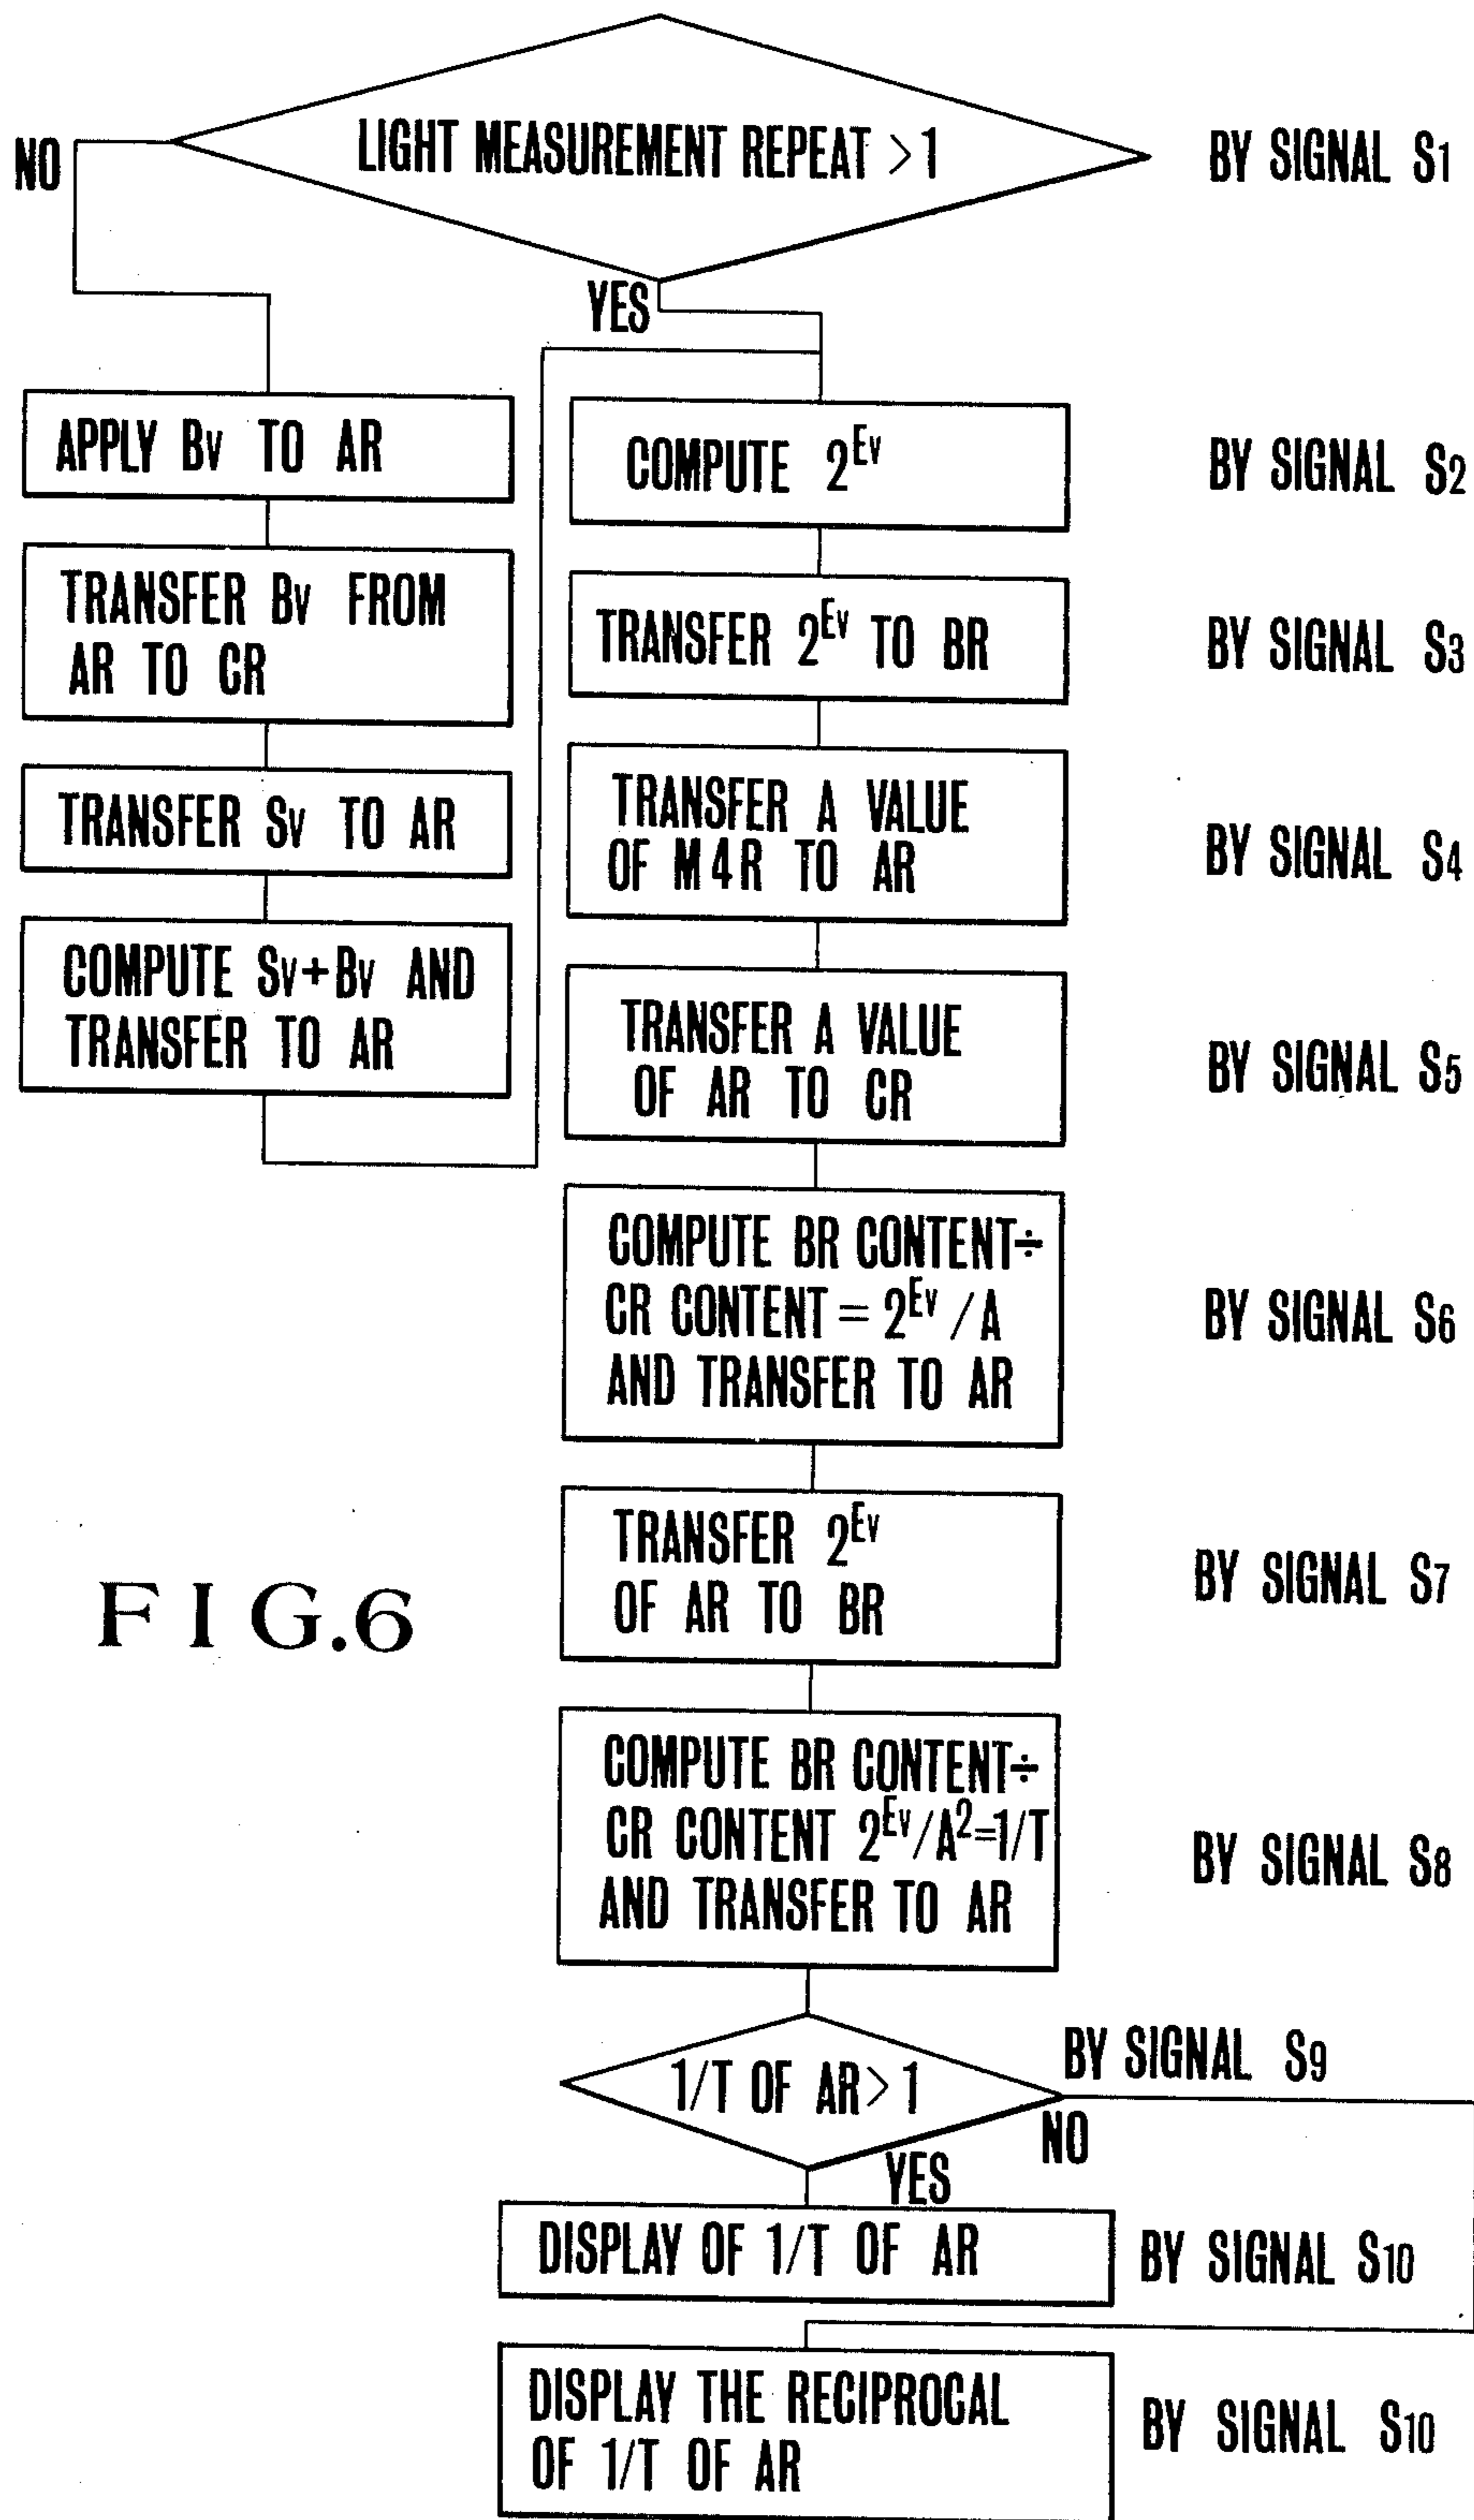 LIGHT MEASUREMENT REPEAT >1
BY SIGNAL S1
NO
YES
APPLY BV TO AR
TRANSFER BV FROM
AR TO CR
TRANSFER SV TO AR
COMPUTE SV+BV AND
TRANSFER TO AR
COMPUTE 2^EV
BY SIGNAL S2
TRANSFER 2^EV TO BR
BY SIGNAL S3
TRANSFER A VALUE
OF M4R TO AR
BY SIGNAL S4
TRANSFER A VALUE
OF AR TO CR
BY SIGNAL S5
COMPUTE BR CONTENT÷
CR CONTENT = 2^EV / A
AND TRANSFER TO AR
BY SIGNAL S6
TRANSFER 2^EV
OF AR TO BR
BY SIGNAL S7
FIG.6
COMPUTE BR CONTENT÷
CR CONTENT 2^EV/A²=1/T
AND TRANSFER TO AR
BY SIGNAL S8
1/T OF AR>1
BY SIGNAL S9
NO
YES
DISPLAY OF 1/T OF AR
BY SIGNAL S10
DISPLAY THE RECIPROCAL
OF 1/T OF AR
BY SIGNAL S10